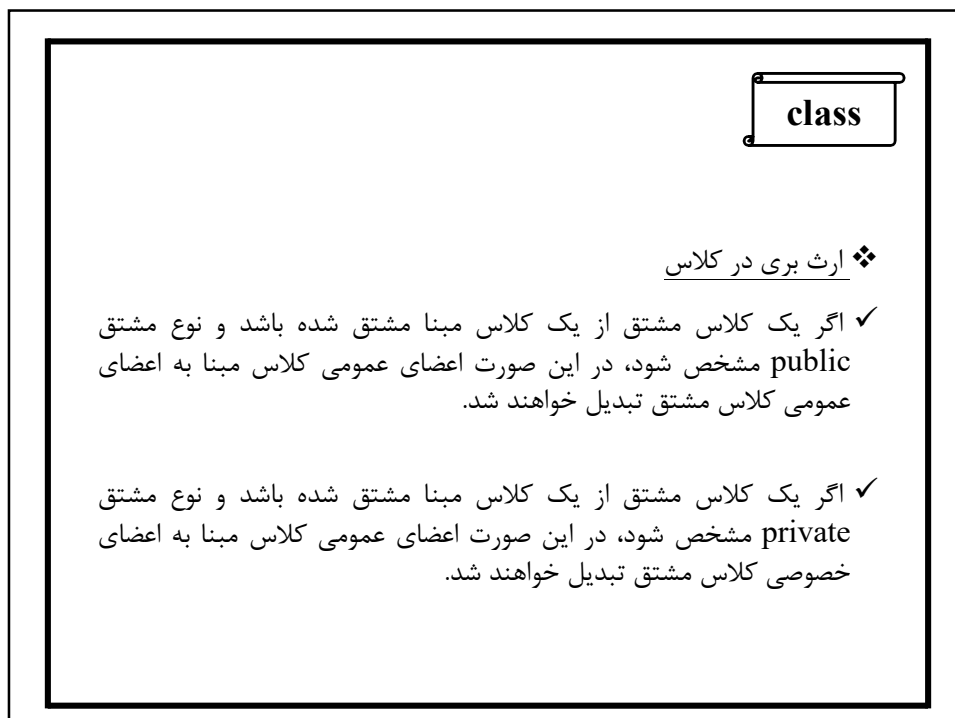 class
❖ ارث بری در کلاس
✓ اگر یک کلاس مشتق از یک کلاس مبنا مشتق شده باشد و نوع مشتق
public مشخص شود، در این صورت اعضای عمومی کلاس مبنا به اعضای
عمومی کلاس مشتق تبدیل خواهند شد.
✓ اگر یک کلاس مشتق از یک کلاس مبنا مشتق شده باشد و نوع مشتق
private مشخص شود، در این صورت اعضای عمومی کلاس مبنا به اعضای
خصوصی کلاس مشتق تبدیل خواهند شد.